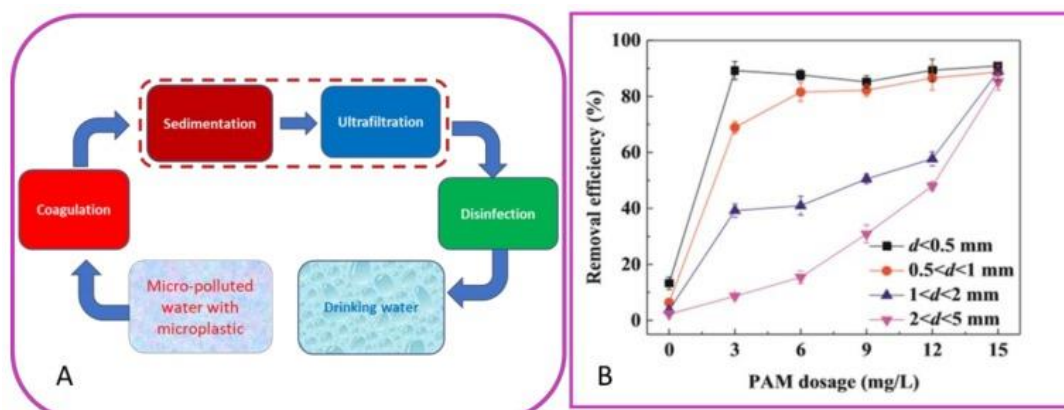 Sedimentation
Ultrafiltration
Coagulation
Disinfection
Micro-polluted
water with
microplastic
Drinking water
A
Removal efficiency (%)
100
80
60
40
20
0
d<0.5 mm
0.5<d<1 mm
1<d<2 mm
2<d<5 mm
0 3 6 9 12 15
PAM dosage (mg/L)
B